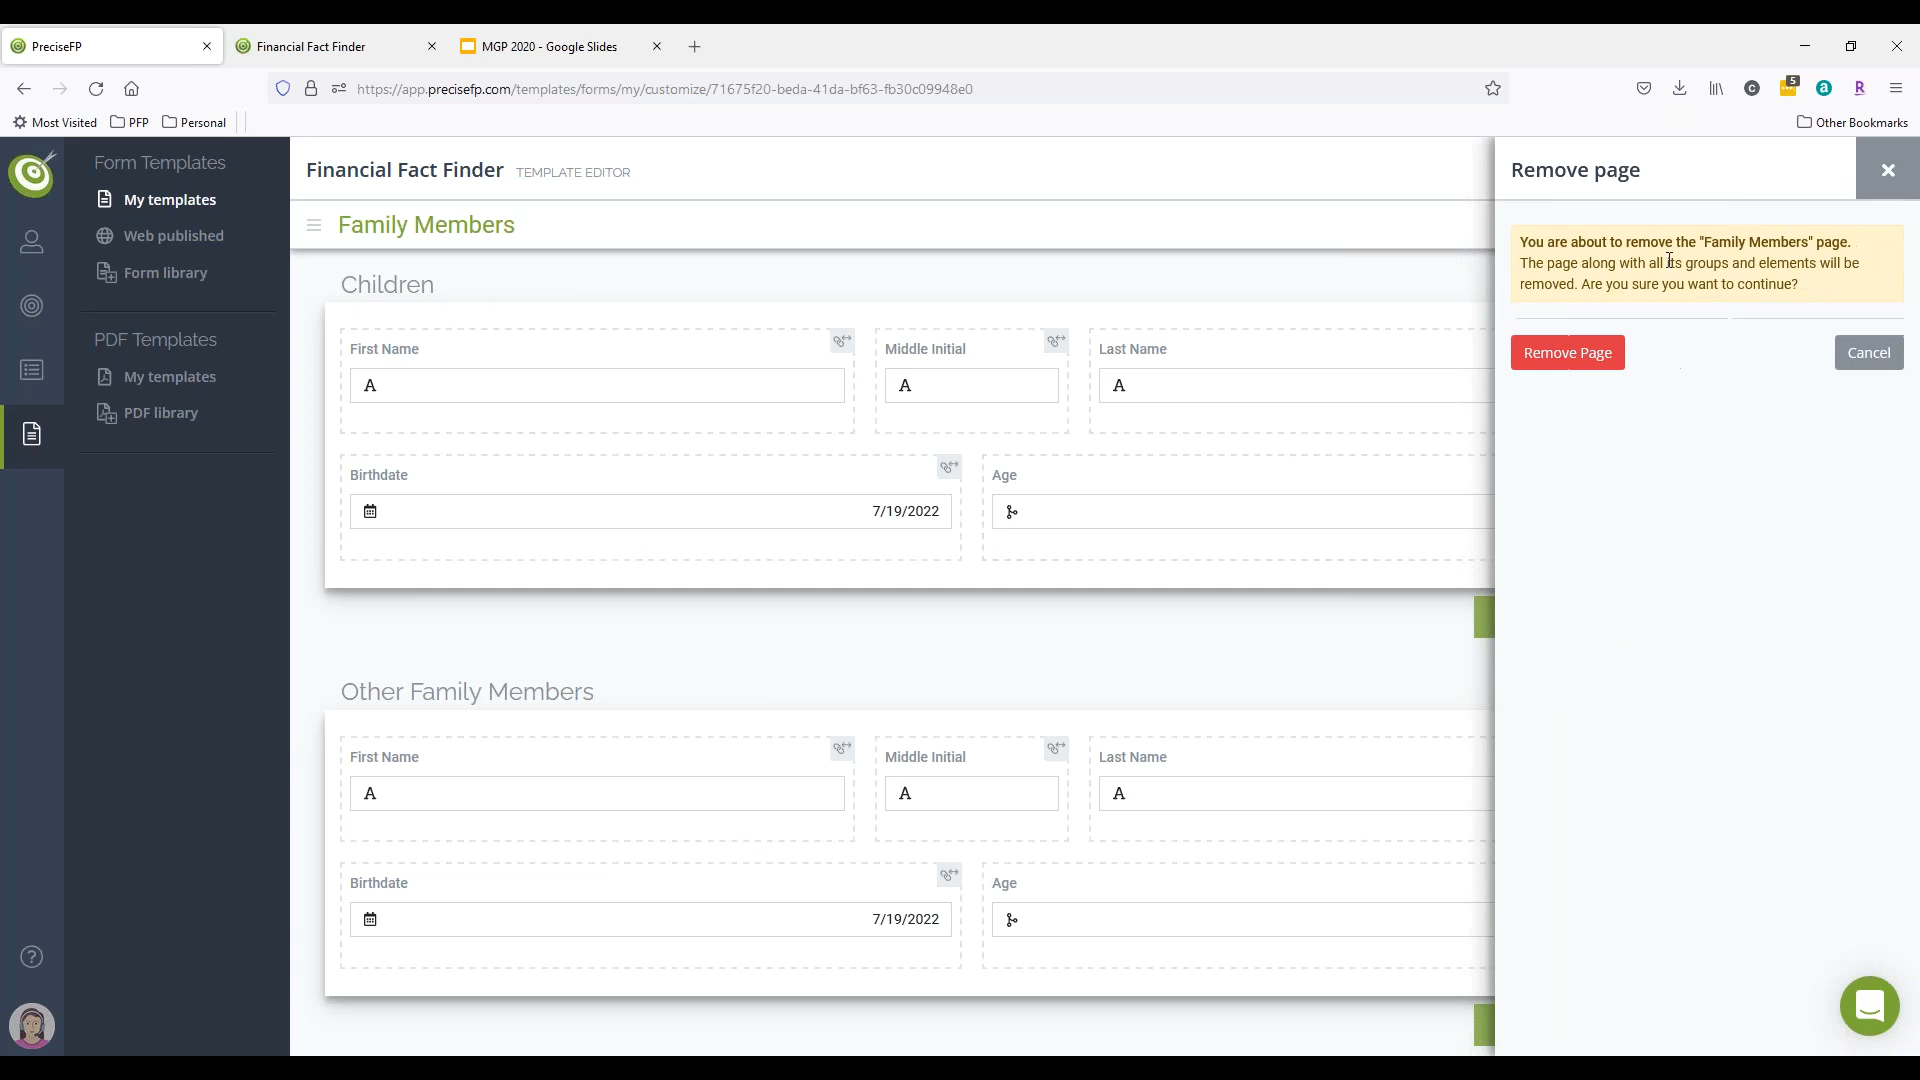 PreciseFP
Financial Fact Finder
MGP 2020 - Google Slides
https://app.precisefp.com/templates/forms/my/customize/71675f20-beda-41da-bf63-fb30c09948e0
5
C
a
R
Most Visited
PFP
Personal
Other Bookmarks
Form Templates
My templates
Web published
Form library
PDF Templates
My templates
PDF library
Financial Fact Finder TEMPLATE EDITOR
Family Members
Children
First Name
Middle Initial
Last Name
A
A
A
Birthdate
Age
7/19/2022
Other Family Members
First Name
Middle Initial
Last Name
A
A
A
Birthdate
Age
7/19/2022
Remove page
You are about to remove the "Family Members" page.
The page along with all its groups and elements will be
removed. Are you sure you want to continue?
Remove Page
Cancel